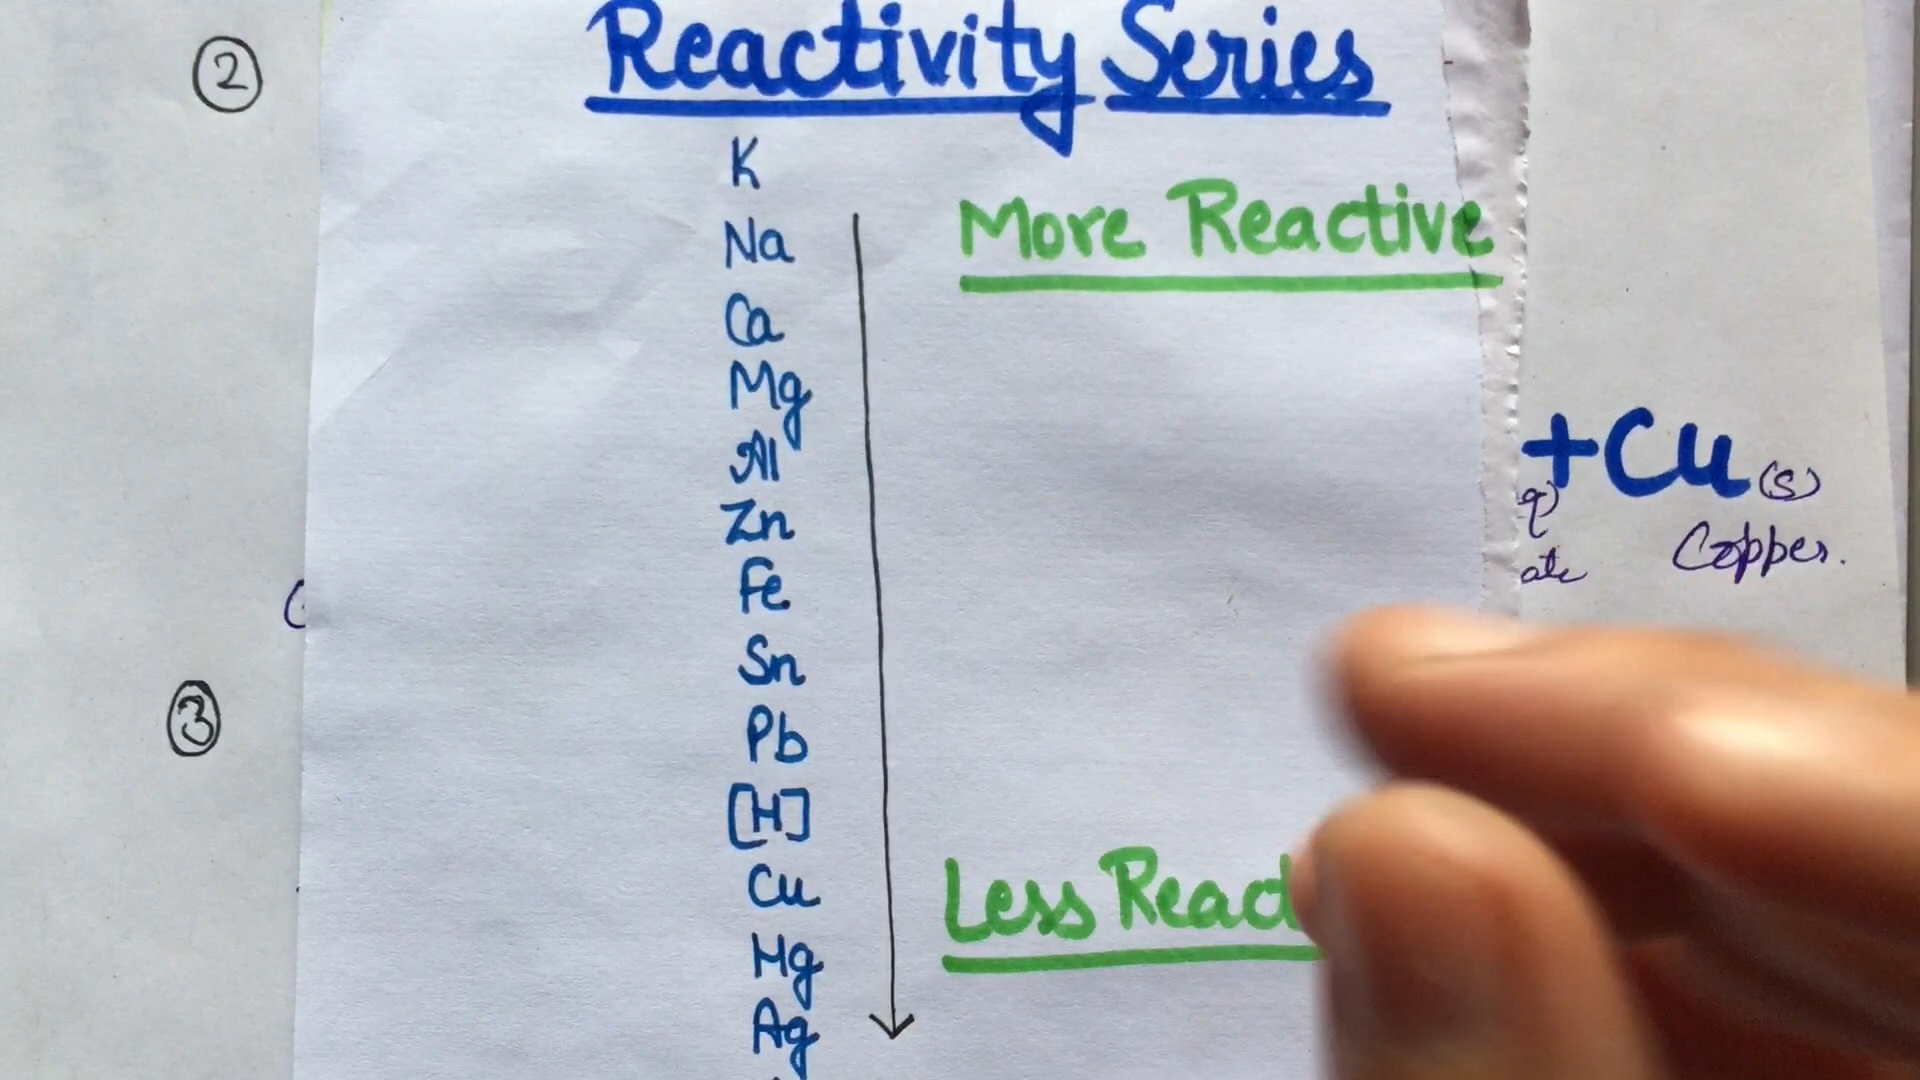 2
Reactivity Series
K
More Reactive
Na
Ca
Mg
Al
+Cu(s)
Zn
Copper.
Fe
Sn
3
Pb
[H]
Cu
Less React
Hg
Ag